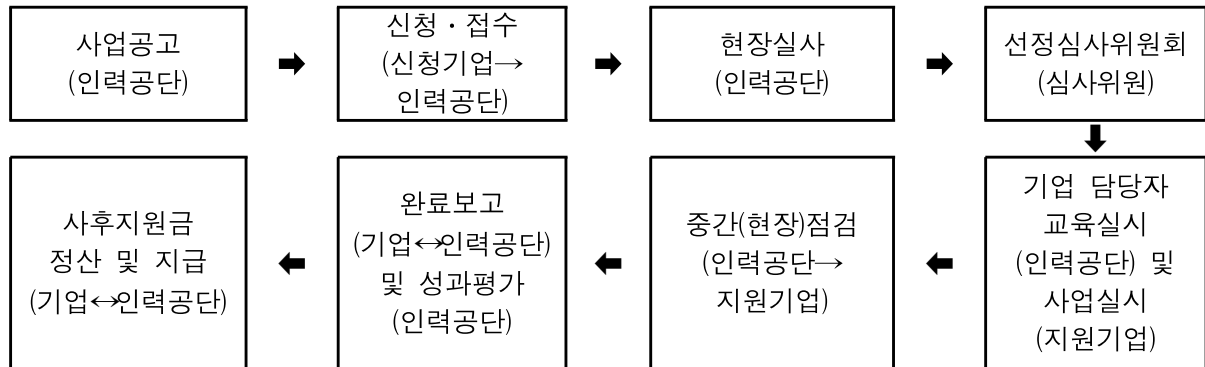 사업공고
(인력공단)
신청 · 접수
(신청기업→
인력공단)
현장실사
(인력공단)
선정심사위원회
(심사위원)
기업 담당자
교육실시
(인력공단) 및
사업실시
(지원기업)
중간(현장)점검
(인력공단→
지원기업)
완료보고
(기업↔인력공단)
및 성과평가
(인력공단)
사후지원금
정산 및 지급
(기업↔인력공단)